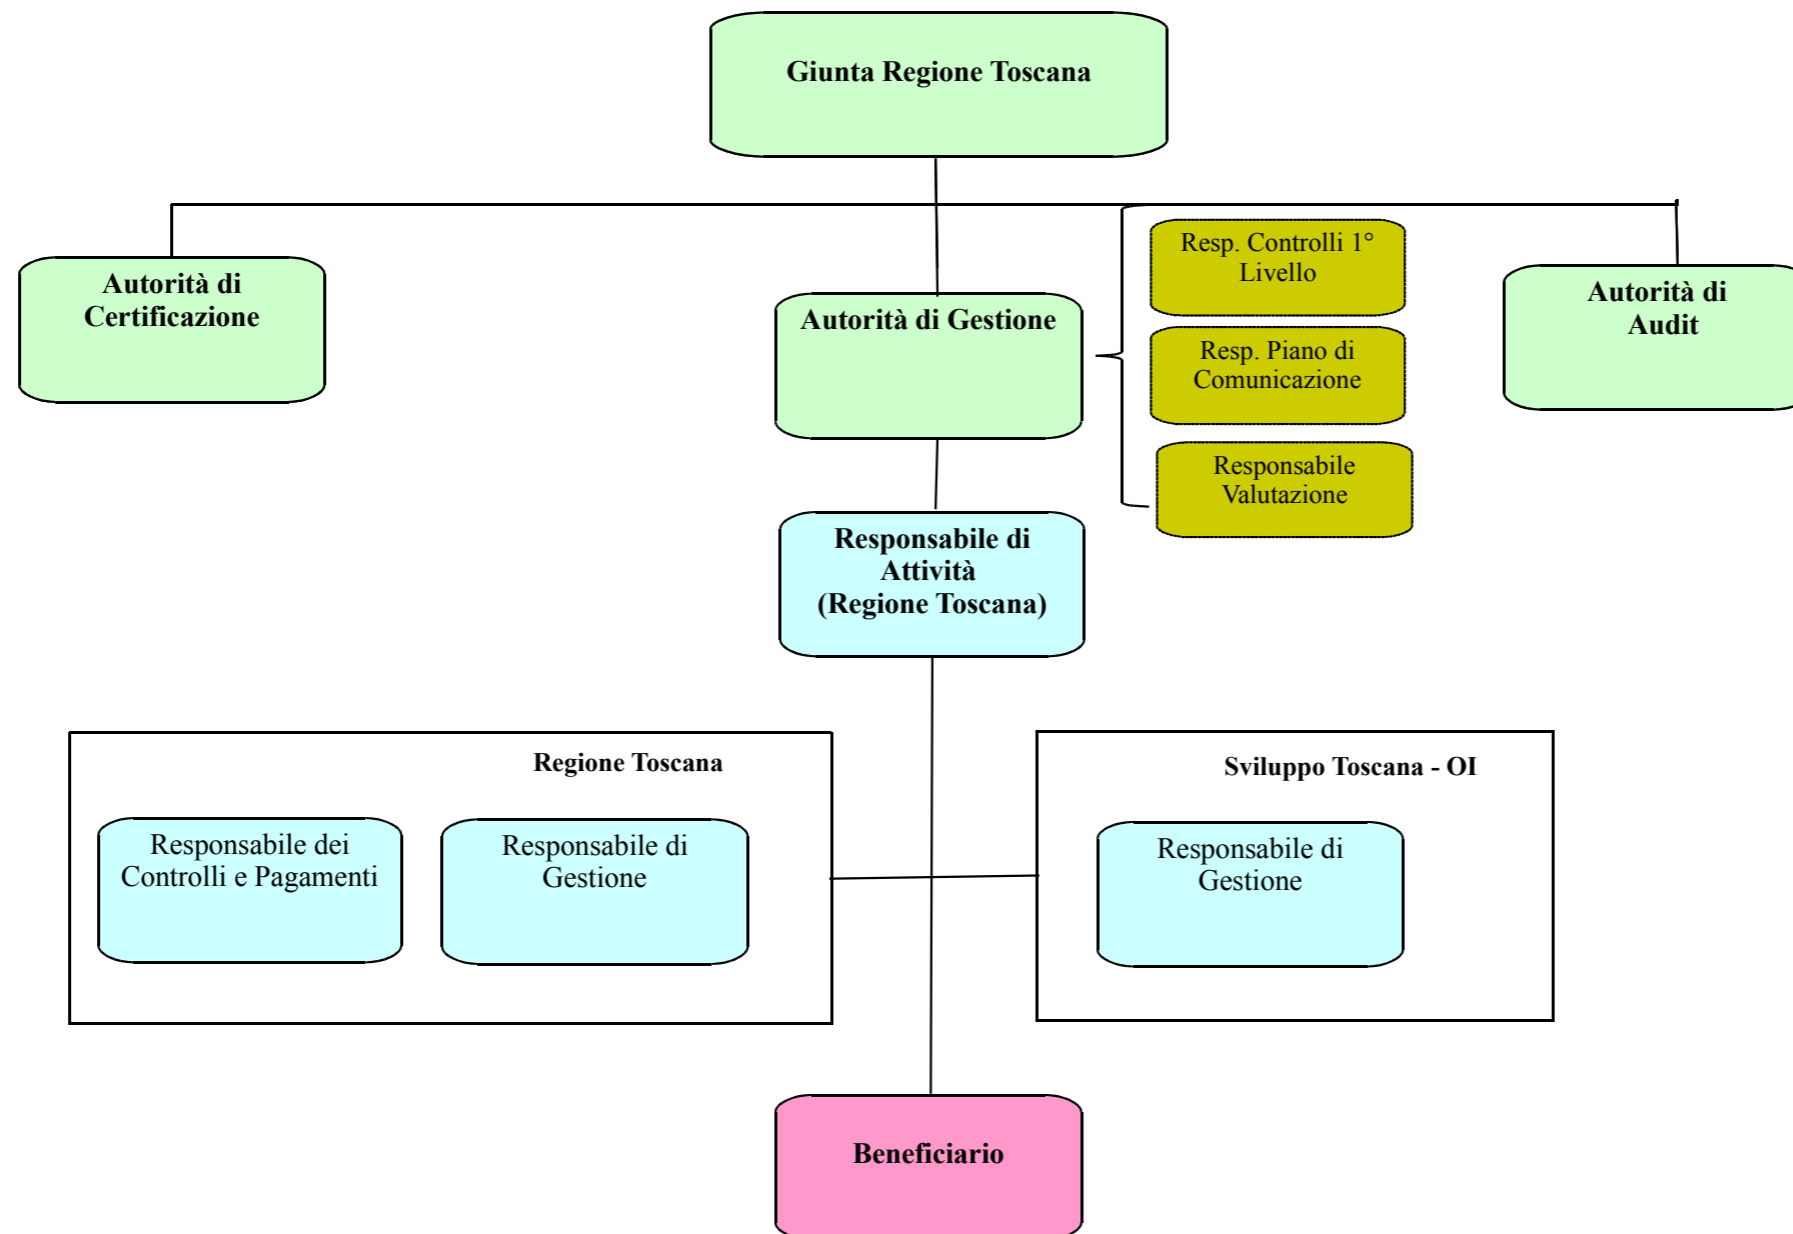 Giunta Regione Toscana
Autorità di
Certificazione
Autorità di Gestione
Resp. Controlli 1°
Livello
Resp. Piano di
Comunicazione
Responsabile
Valutazione
Autorità di
Audit
Responsabile di
Attività
(Regione Toscana)
Regione Toscana
Responsabile dei
Controlli e Pagamenti
Responsabile di
Gestione
Sviluppo Toscana - OI
Responsabile di
Gestione
Beneficiario